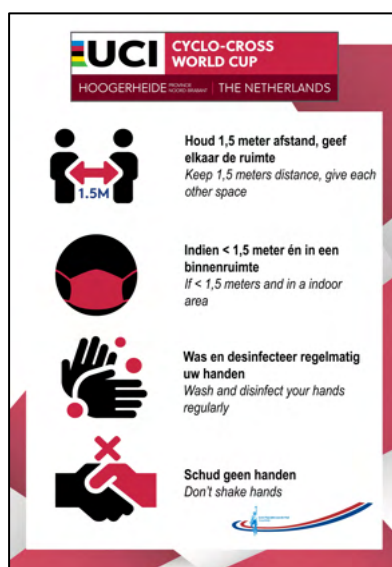 UCI
CYCLO-CROSS
WORLD CUP
HOOGERHEIDE PROVINCIE NOORD-BRABANT | THE NETHERLANDS
Houd 1,5 meter afstand, geef
elkaar de ruimte
Keep 1,5 meters distance, give each
other space
1.5M
Indien < 1,5 meter én in een
binnenruimte
If < 1,5 meters and in a indoor
area
Was en desinfecteer regelmatig
uw handen
Wash and disinfect your hands
regularly
Schud geen handen
Don't shake hands